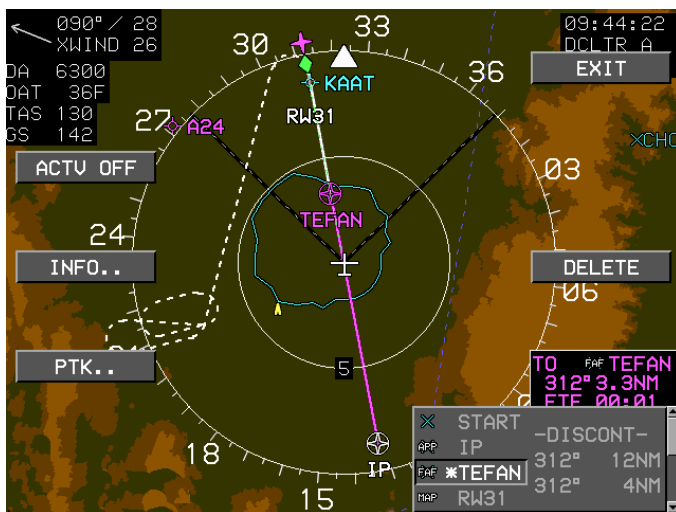 090° / 28
XWIND 26
DA 6300
OAT 36F
TAS 130
GS 142
09:44:22
DCLTR A
EXIT
30
33
36
KAAT
RW31
27
A24
XCHO
ACTV OFF
03
TEFAN
24
INFO..
DELETE
06
PTK..
5
TO FAF TEFAN
312° 3.3NM
ETE 00:01
START
-DISCONT-
APP IP
312° 12NM
FAF *TEFAN
312° 4NM
MAP RW31
IP
18
15